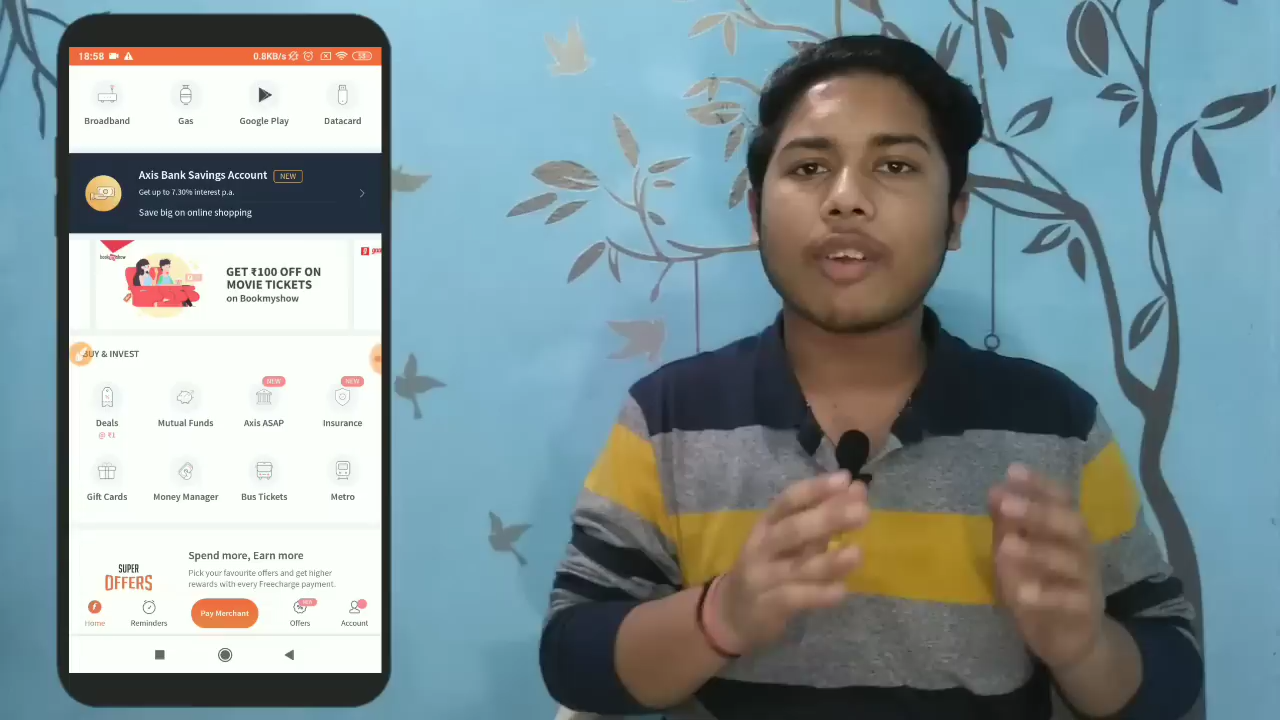 18:58
0.8KB/s
Broadband
Gas
Google Play
Datacard
Axis Bank Savings Account NEW
Get up to 7.30% interest p.a.
Save big on online shopping
bookmyshow
GET ₹100 OFF ON
MOVIE TICKETS
on Bookmyshow
BUY & INVEST
NEW
NEW
Deals
Mutual Funds
Axis ASAP
Insurance
@ ₹1
Gift Cards
Money Manager
Bus Tickets
Metro
SUPER
OFFERS
Spend more, Earn more
Pick your favourite offers and get higher
rewards with every Freecharge payment.
Home
Reminders
Pay Merchant
NEW
Offers
Account